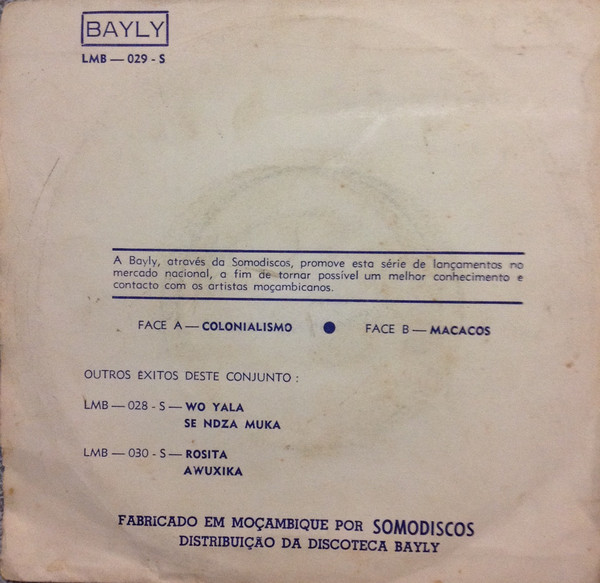 BAYLY
LMB — 029 - S
A Bayly, através da Somodiscos, promove esta série de lançamentos no
mercado nacional, a fim de tornar possível um melhor conhecimento e
contacto com os artistas moçambicanos.
FACE A — COLONIALISMO ● FACE B — MACACOS
OUTROS ÊXITOS DESTE CONJUNTO :
LMB — 028 - S — WO YALA
SE NDZA MUKA
LMB — 030 - S — ROSITA
AWUXIKA
FABRICADO EM MOÇAMBIQUE POR SOMODISCOS
DISTRIBUIÇÃO DA DISCOTECA BAYLY